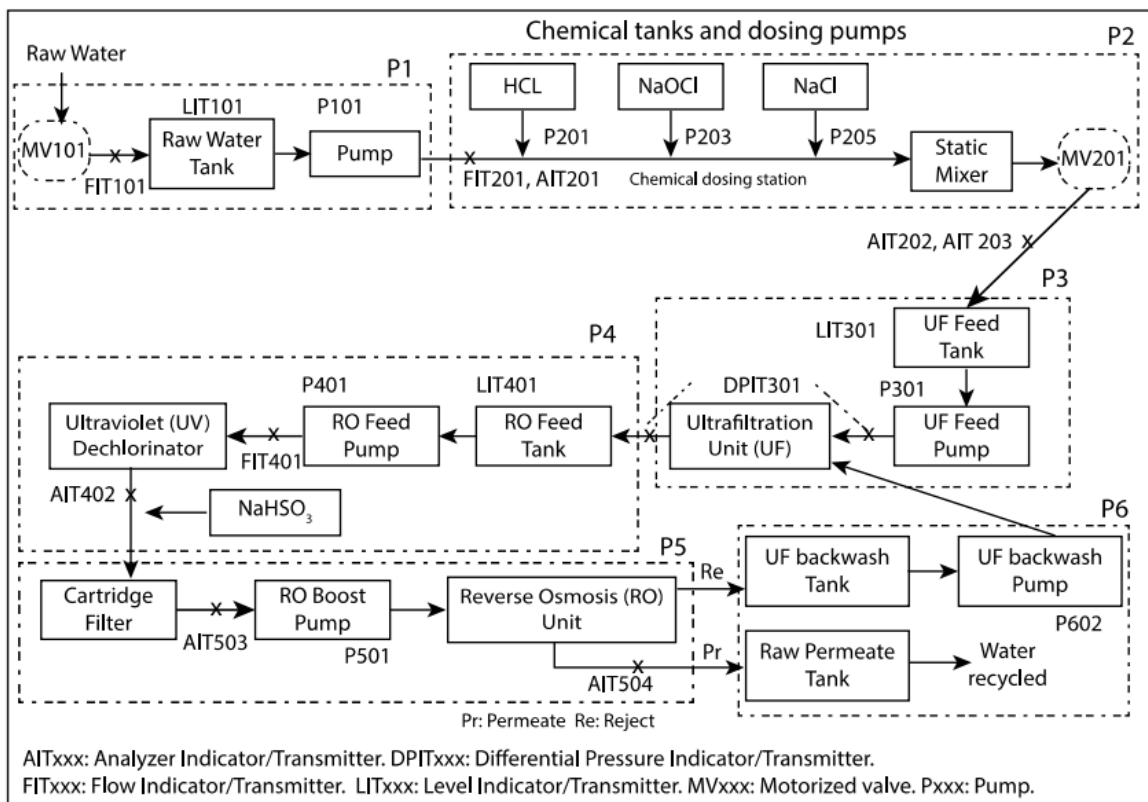 Chemical tanks and dosing pumps
P2
Raw Water
P1
LIT101
P101
HCL
NaOCl
NaCl
MV101
Raw Water
Tank
Pump
P201
P203
P205
Static
Mixer
MV201
FIT101
FIT201, AIT201
Chemical dosing station
AIT202, AIT 203
P3
LIT301
UF Feed
Tank
P4
P401
LIT401
DPIT301
P301
Ultraviolet (UV)
Dechlorinator
RO Feed
Pump
RO Feed
Tank
Ultrafiltration
Unit (UF)
UF Feed
Pump
FIT401
AIT402
NaHSO₃
P6
P5
Re
UF backwash
Tank
UF backwash
Pump
Cartridge
Filter
RO Boost
Pump
Reverse Osmosis (RO)
Unit
P602
AIT503
P501
Pr
Raw Permeate
Tank
Water
recycled
AIT504
Pr: Permeate Re: Reject
AITxxx: Analyzer Indicator/Transmitter. DPITxxx: Differential Pressure Indicator/Transmitter.
FITxxx: Flow Indicator/Transmitter. LITxxx: Level Indicator/Transmitter. MVxxx: Motorized valve. Pxxx: Pump.